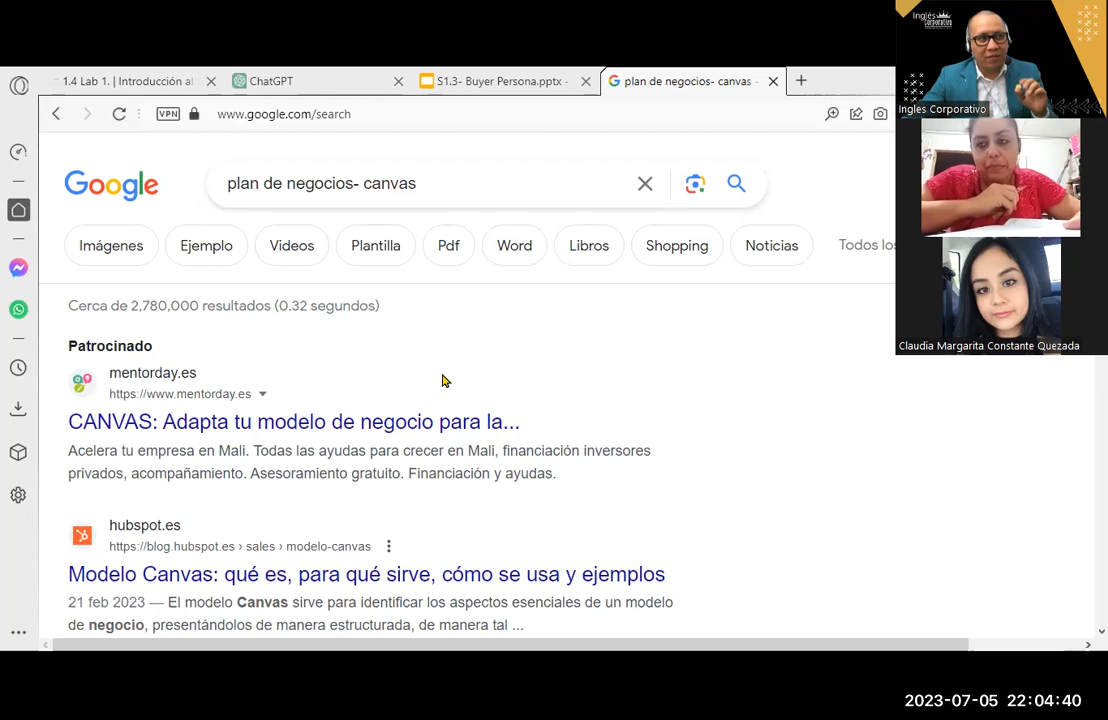 1.4 Lab 1. | Introducción al
ChatGPT
S1.3- Buyer Persona.pptx -
plan de negocios- canvas -
VPN
www.google.com/search
Google
plan de negocios- canvas
Imágenes
Ejemplo
Videos
Plantilla
Pdf
Word
Libros
Shopping
Noticias
Todos los
Cerca de 2,780,000 resultados (0.32 segundos)
Patrocinado
mentorday.es
https://www.mentorday.es
CANVAS: Adapta tu modelo de negocio para la...
Acelera tu empresa en Mali. Todas las ayudas para crecer en Mali, financiación inversores
privados, acompañamiento. Asesoramiento gratuito. Financiación y ayudas.
hubspot.es
https://blog.hubspot.es › sales › modelo-canvas
Modelo Canvas: qué es, para qué sirve, cómo se usa y ejemplos
21 feb 2023 — El modelo Canvas sirve para identificar los aspectos esenciales de un modelo
de negocio, presentándolos de manera estructurada, de manera tal ...
Inglés
Corporativo
Ingles Corporativo
Claudia Margarita Constante Quezada
2023-07-05 22:04:40